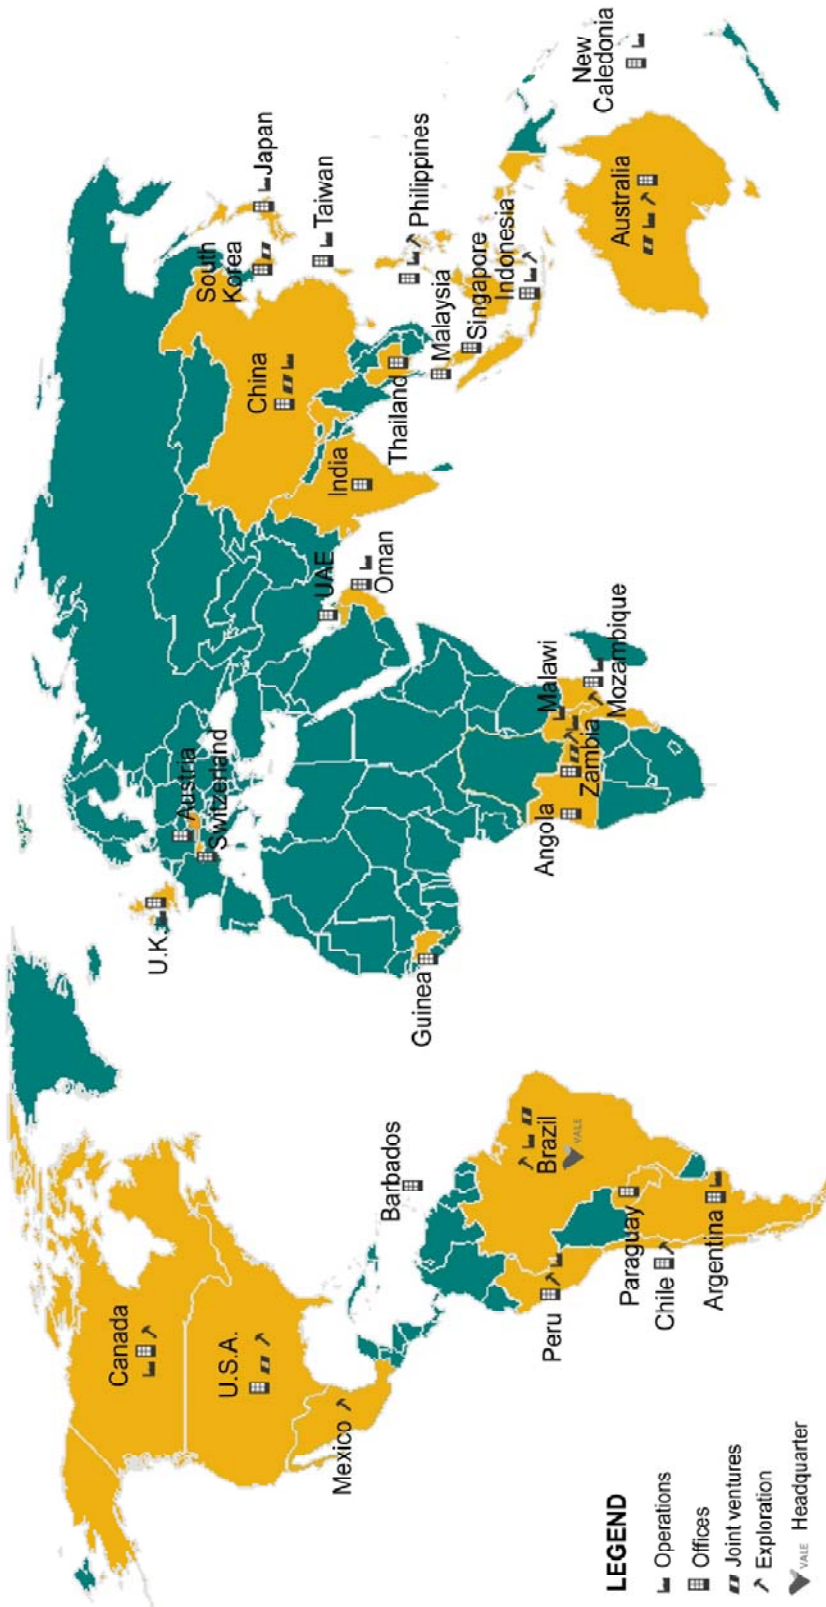 Canada
U.S.A.
Mexico
Barbados
Peru
Brazil
VALE
Paraguay
Chile
Argentina
U.K.
Austria
Switzerland
Guinea
Angola
Zambia
Malawi
Mozambique
UAE
Oman
India
China
South
Korea
Japan
Taiwan
Thailand
Philippines
Malaysia
Singapore
Indonesia
Australia
New
Caledonia
LEGEND
Operations
Offices
Joint ventures
Exploration
VALE Headquarter